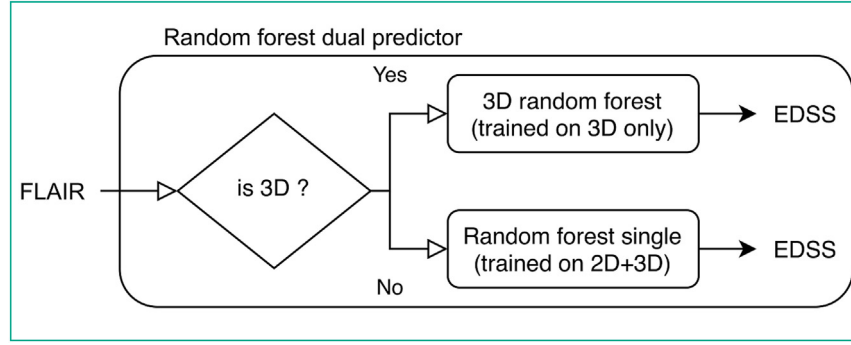 Random forest dual predictor
Yes
3D random forest
(trained on 3D only)
EDSS
FLAIR
is 3D ?
Random forest single
(trained on 2D+3D)
EDSS
No